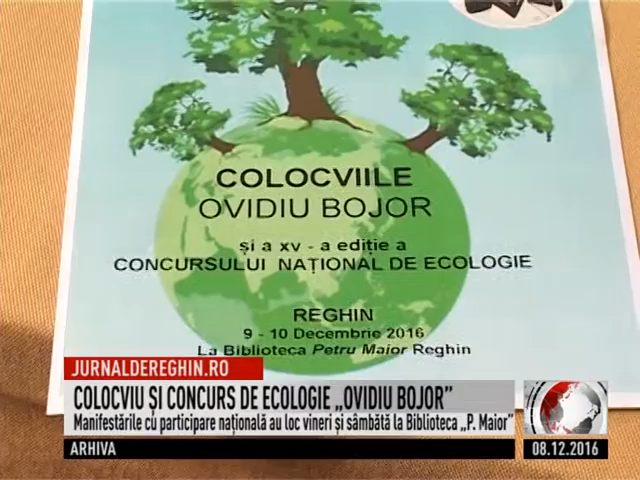 COLOCVIILE
OVIDIU BOJOR
și a xv - a ediție a
CONCURSULUI NAȚIONAL DE ECOLOGIE
REGHIN
9 - 10 Decembrie 2016
La Biblioteca Petru Maior Reghin
JURNALDEREGHIN.RO
COLOCVIU ȘI CONCURS DE ECOLOGIE „OVIDIU BOJOR”
Manifestările cu participare națională au loc vineri și sâmbătă la Biblioteca „P. Maior”
ARHIVA
08.12.2016